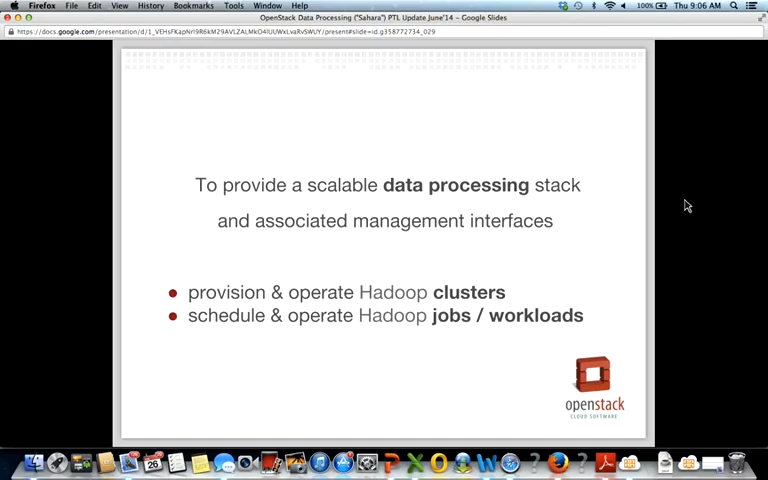 Firefox File Edit View History Bookmarks Tools Window Help 100% Thu 9:06 AM
OpenStack Data Processing ("Sahara") PTL Update June'14 – Google Slides
To provide a scalable data processing stack
and associated management interfaces
● provision & operate Hadoop clusters
● schedule & operate Hadoop jobs / workloads
openstack
CLOUD SOFTWARE
26